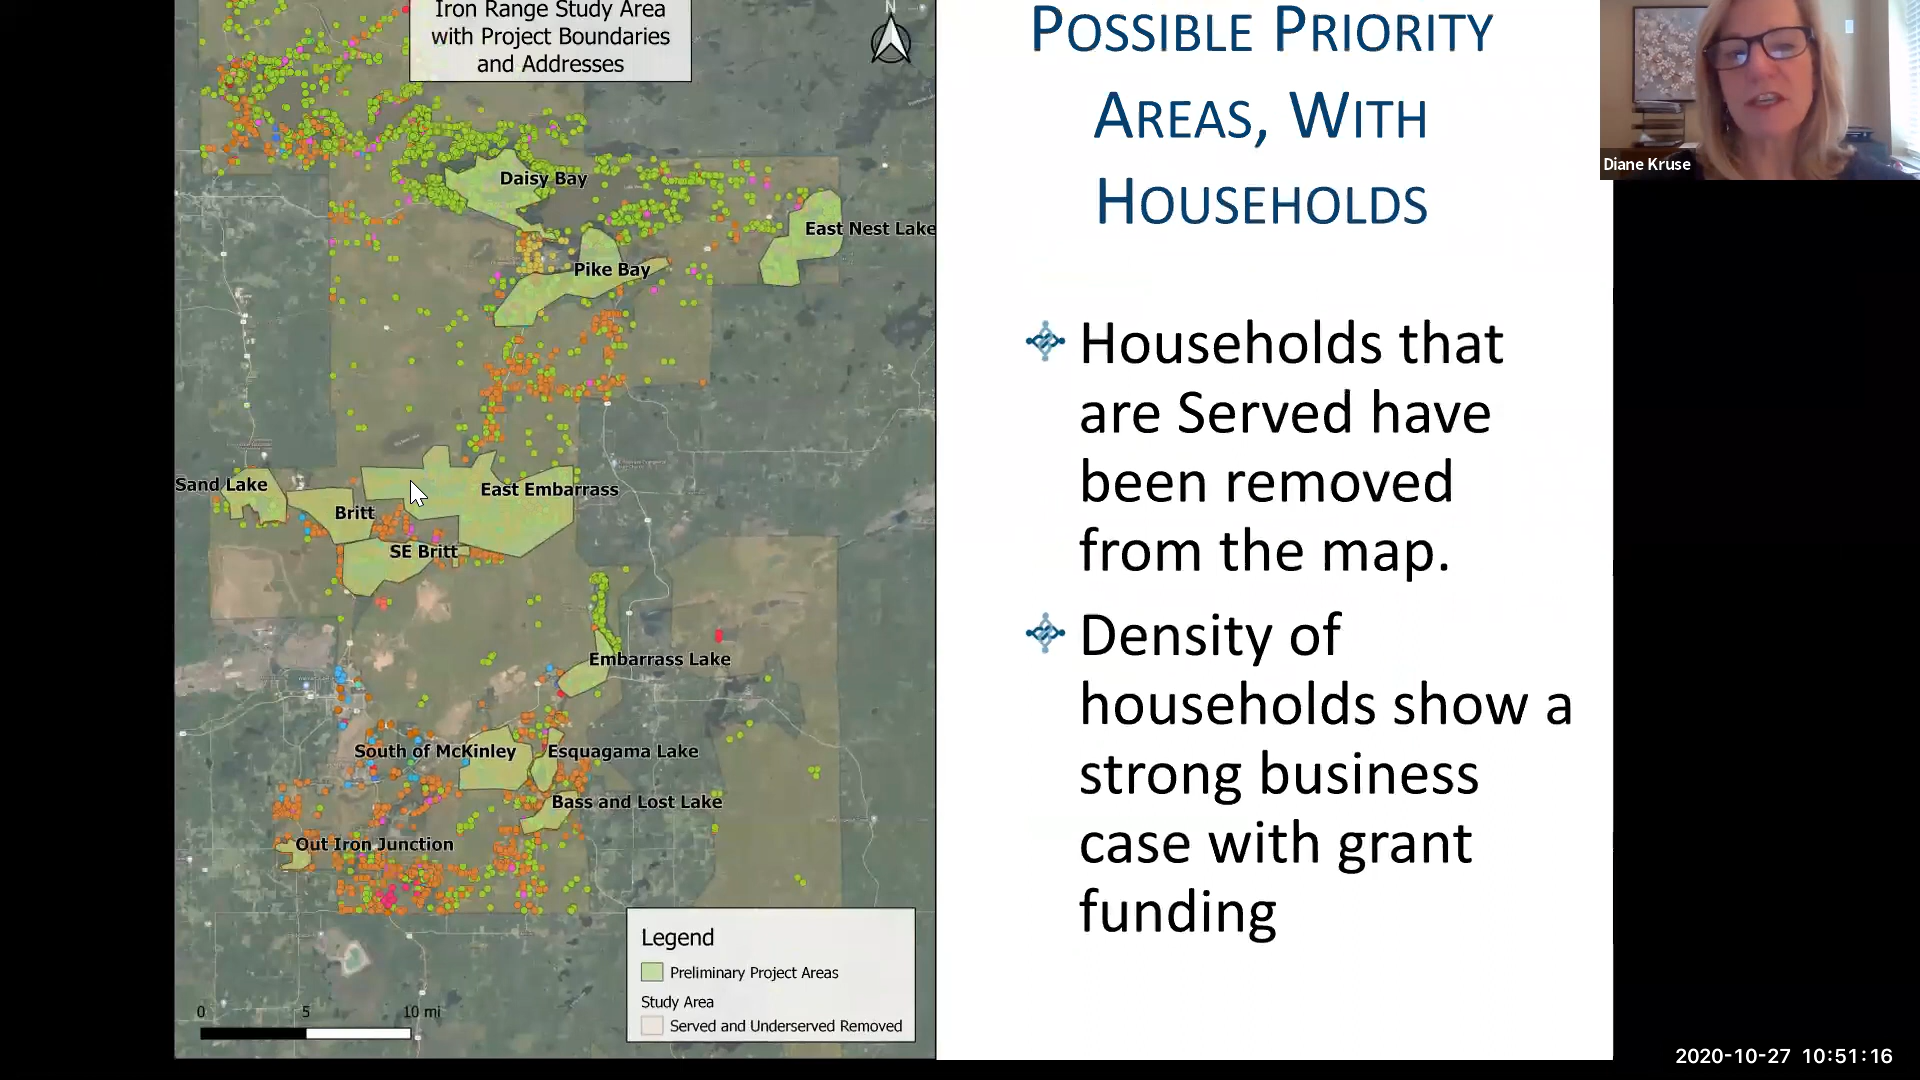 Iron Range Study Area
with Project Boundaries
and Addresses
N
Daisy Bay
East Nest Lake
Pike Bay
Sand Lake
East Embarrass
Britt
SE Britt
Embarrass Lake
South of McKinley
Esquagama Lake
Bass and Lost Lake
Out Iron Junction
Legend
Preliminary Project Areas
Study Area
Served and Underserved Removed
0 5 10 mi
POSSIBLE PRIORITY
AREAS, WITH
HOUSEHOLDS
Households that
are Served have
been removed
from the map.
Density of
households show a
strong business
case with grant
funding
Diane Kruse
2020-10-27 10:51:16